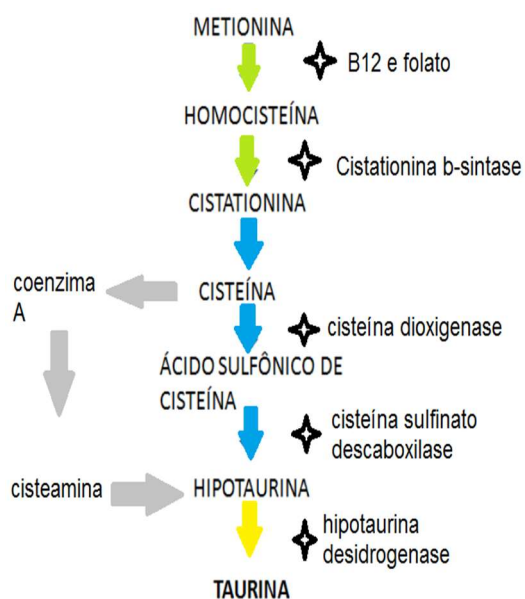 METIONINA
B12 e folato
HOMOCISTEÍNA
Cistationina b-sintase
CISTATIONINA
coenzima
A
CISTEÍNA
cisteína dioxigenase
ÁCIDO SULFÔNICO DE
CISTEÍNA
cisteína sulfinato
descaboxilase
cisteamina
HIPOTAURINA
hipotaurina
desidrogenase
TAURINA